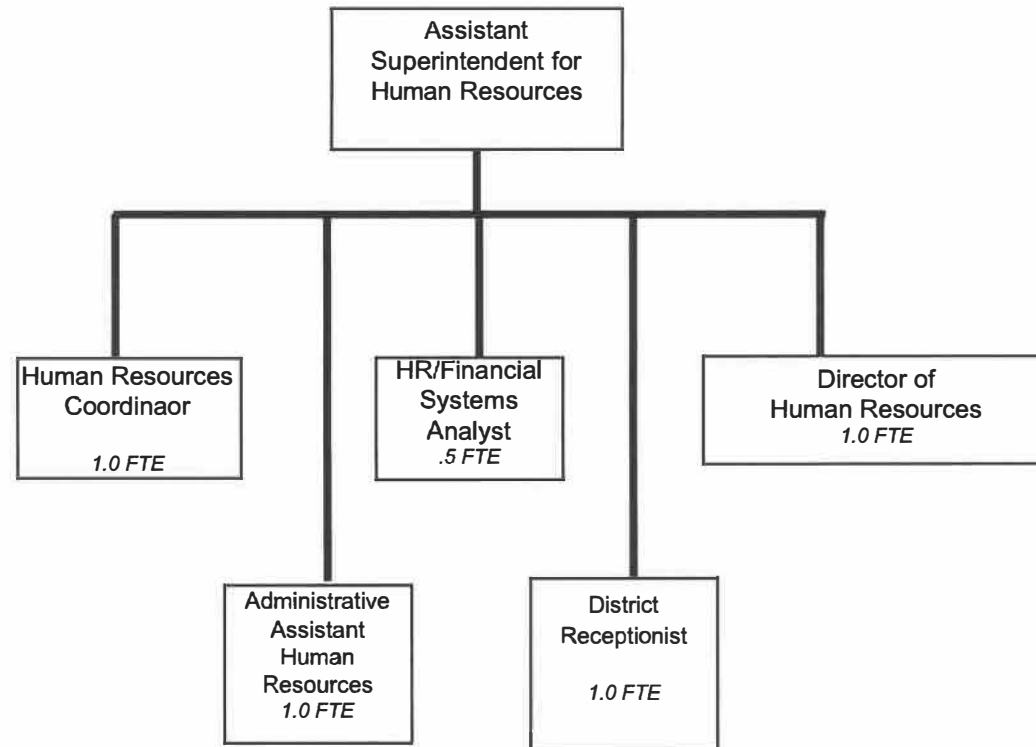 Assistant
Superintendent for
Human Resources
Human Resources
Coordinaor
1.0 FTE
HR/Financial
Systems
Analyst
.5 FTE
Director of
Human Resources
1.0 FTE
Administrative
Assistant
Human
Resources
1.0 FTE
District
Receptionist
1.0 FTE